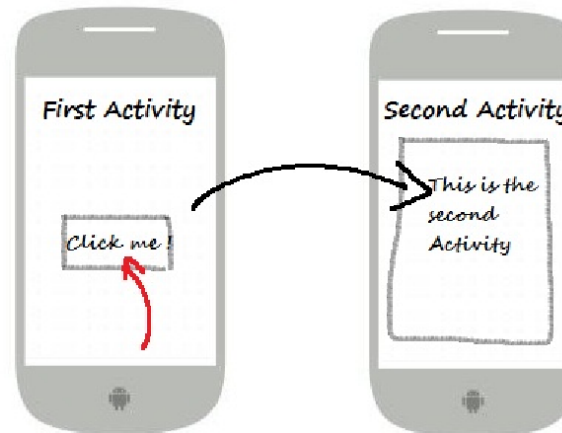 First Activity
Click me !
Second Activity
This is the
second
Activity